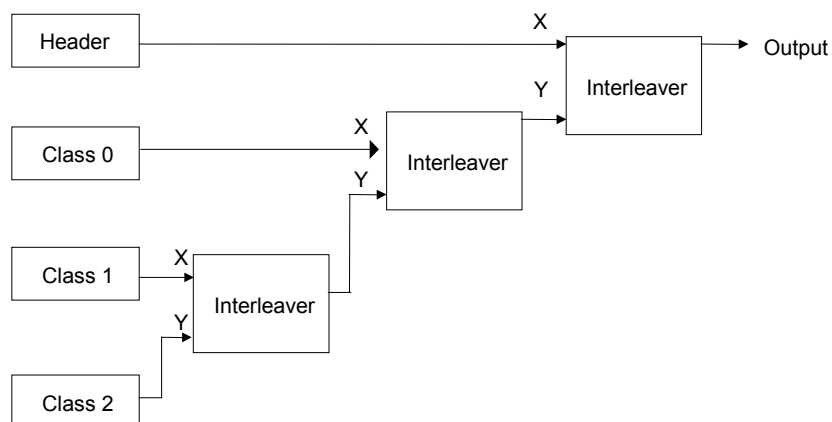 Header
X
Output
Interleaver
Y
Class 0
X
Interleaver
Y
Class 1
X
Interleaver
Y
Class 2